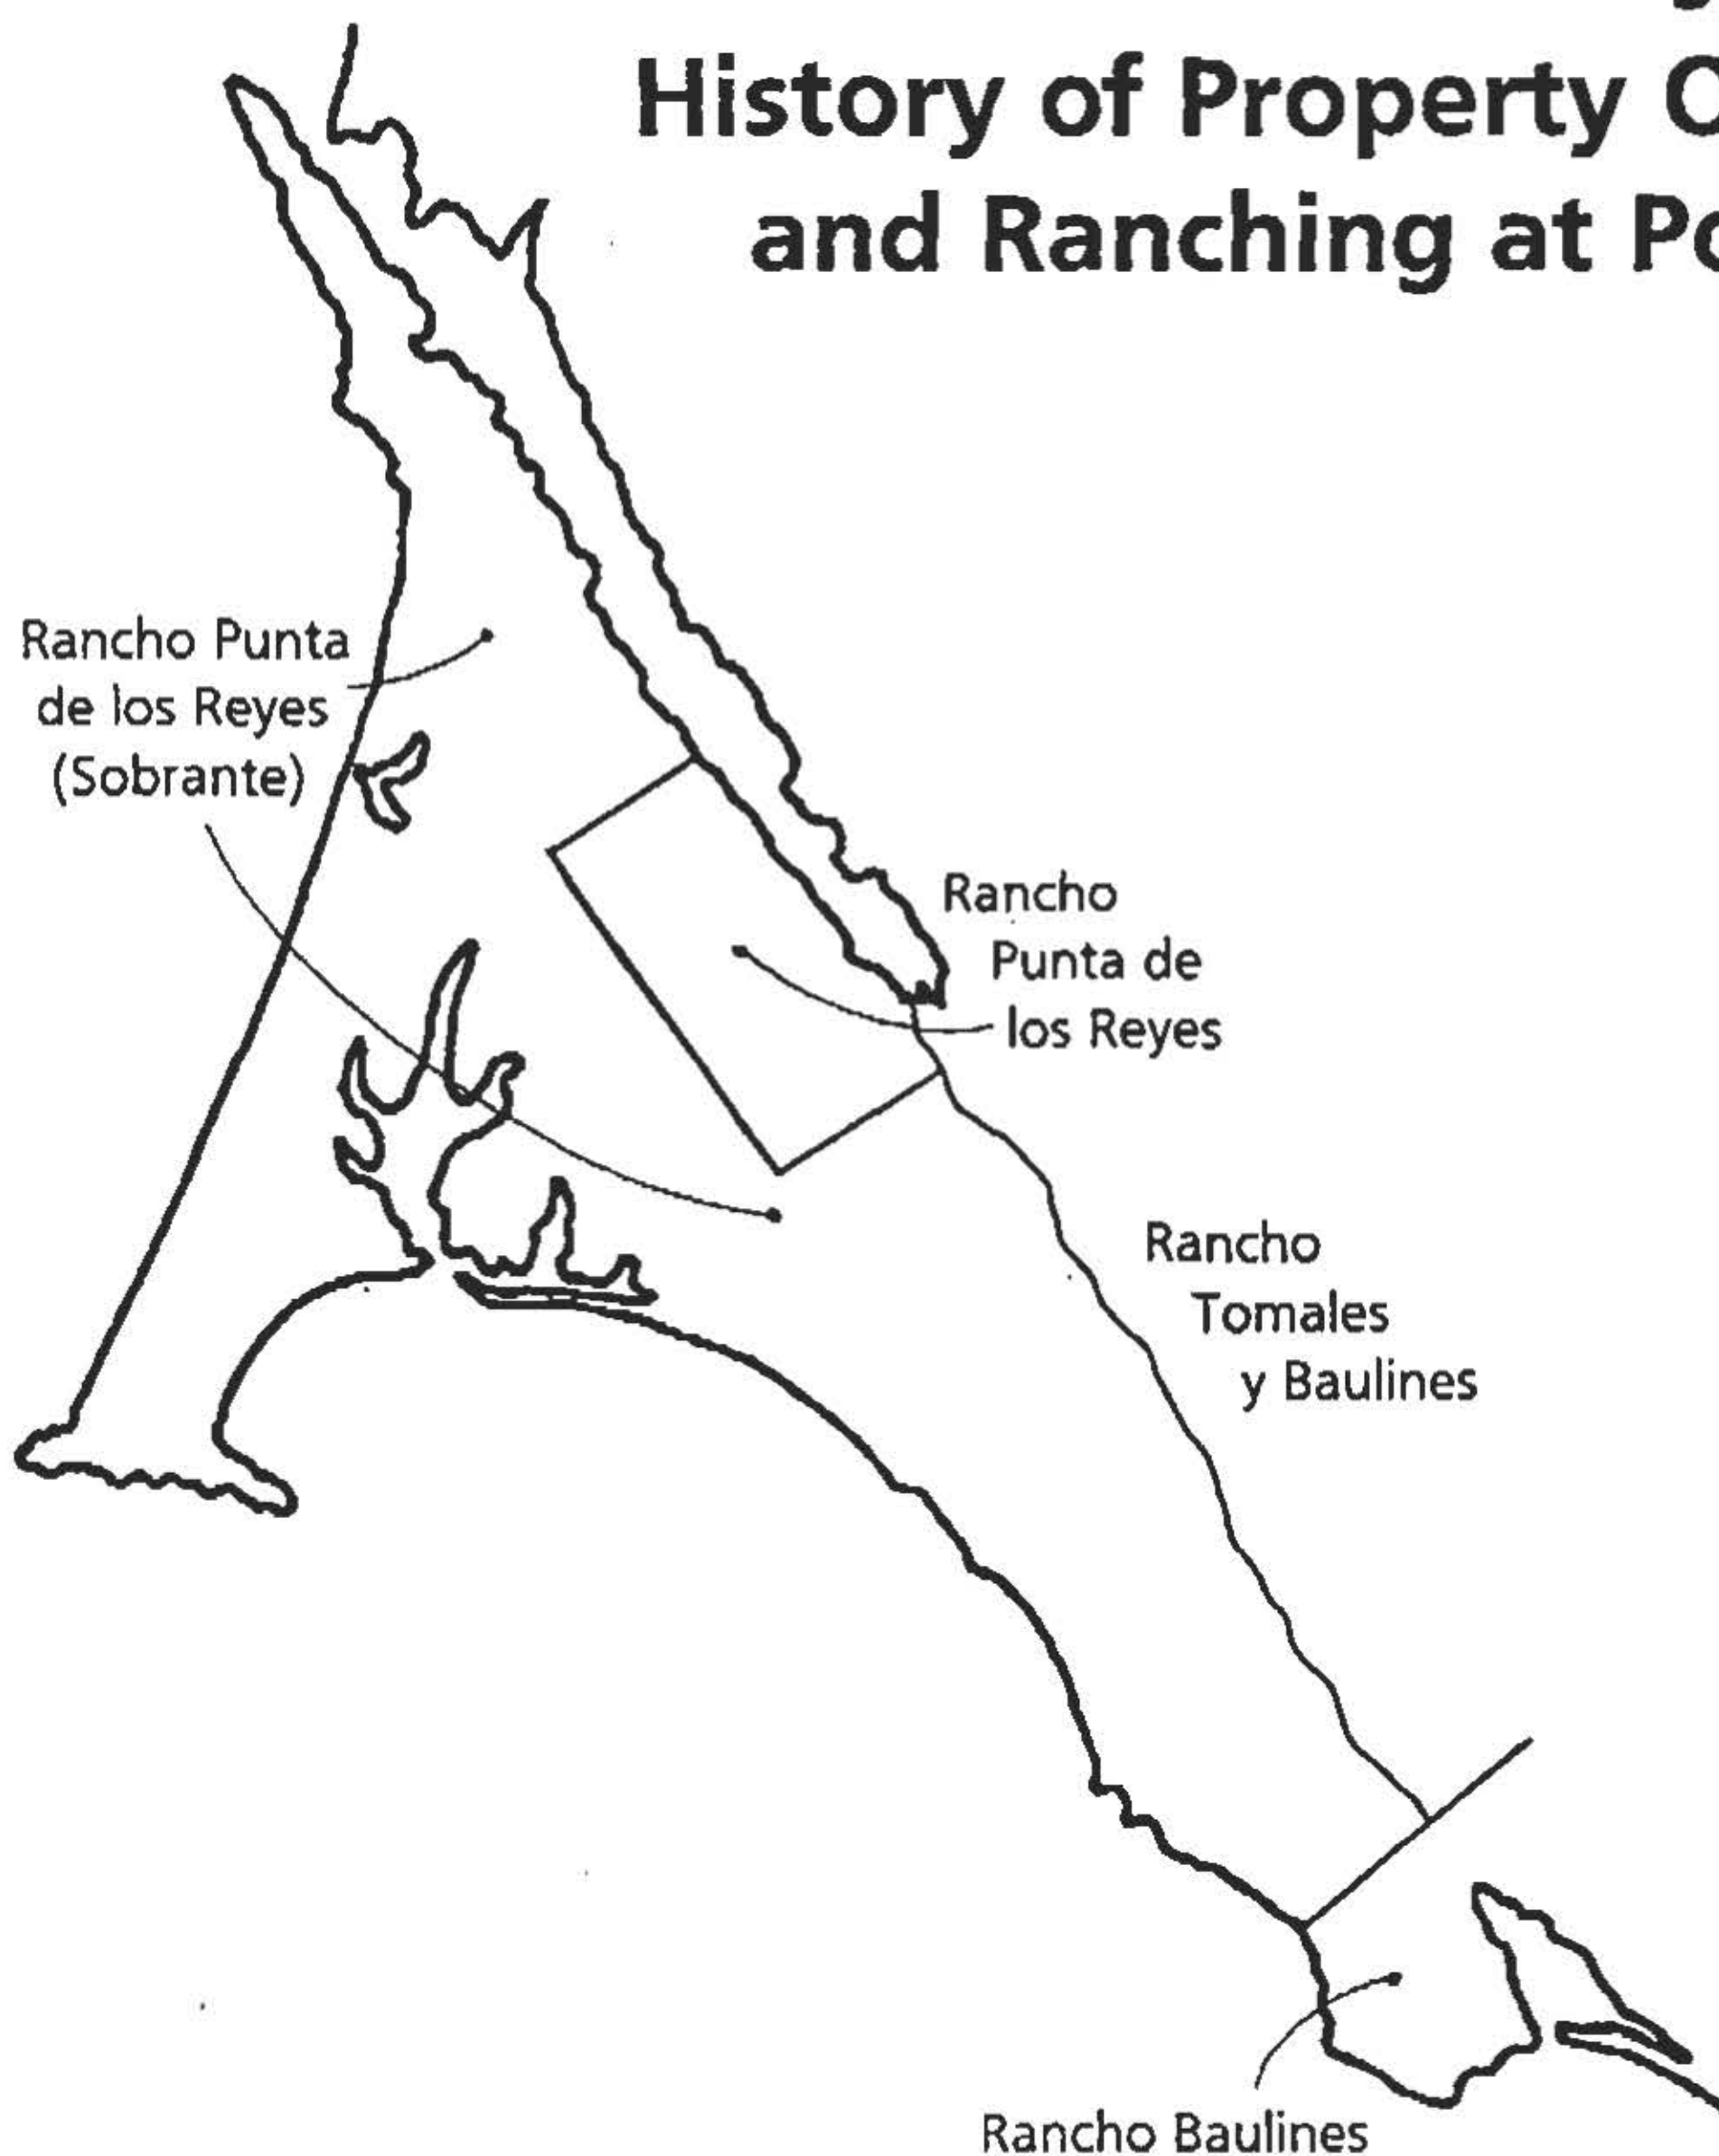 History of Property
and Ranching at
Rancho Punta
de los Reyes
(Sobrante)
Rancho
Punta de
los Reyes
Rancho
Tomales
y Baulines
Rancho Baulines